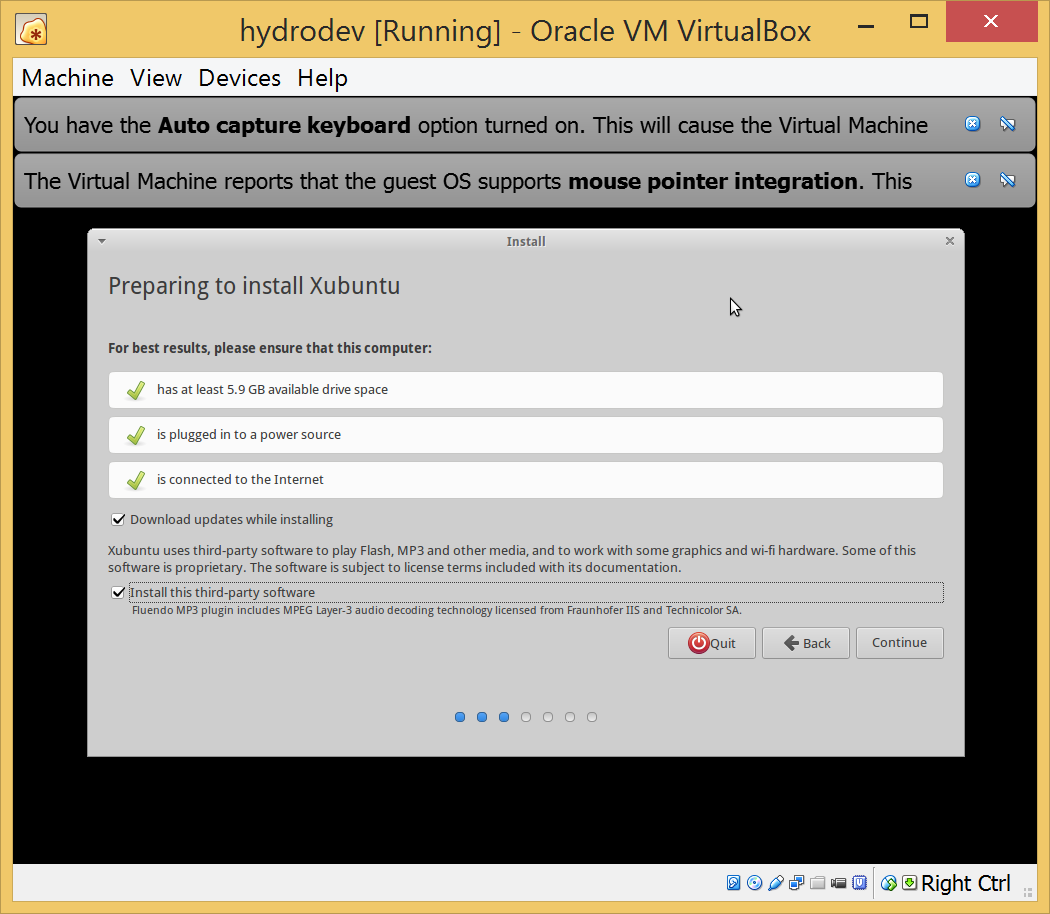 hydrodev [Running] - Oracle VM VirtualBox
Machine View Devices Help
You have the Auto capture keyboard option turned on. This will cause the Virtual Machine
The Virtual Machine reports that the guest OS supports mouse pointer integration. This
Install
Preparing to install Xubuntu
For best results, please ensure that this computer:
has at least 5.9 GB available drive space
is plugged in to a power source
is connected to the Internet
Download updates while installing
Xubuntu uses third-party software to play Flash, MP3 and other media, and to work with some graphics and wi-fi hardware. Some of this
software is proprietary. The software is subject to license terms included with its documentation.
Install this third-party software
Fluendo MP3 plugin includes MPEG Layer-3 audio decoding technology licensed from Fraunhofer IIS and Technicolor SA.
Quit Back Continue
Right Ctrl